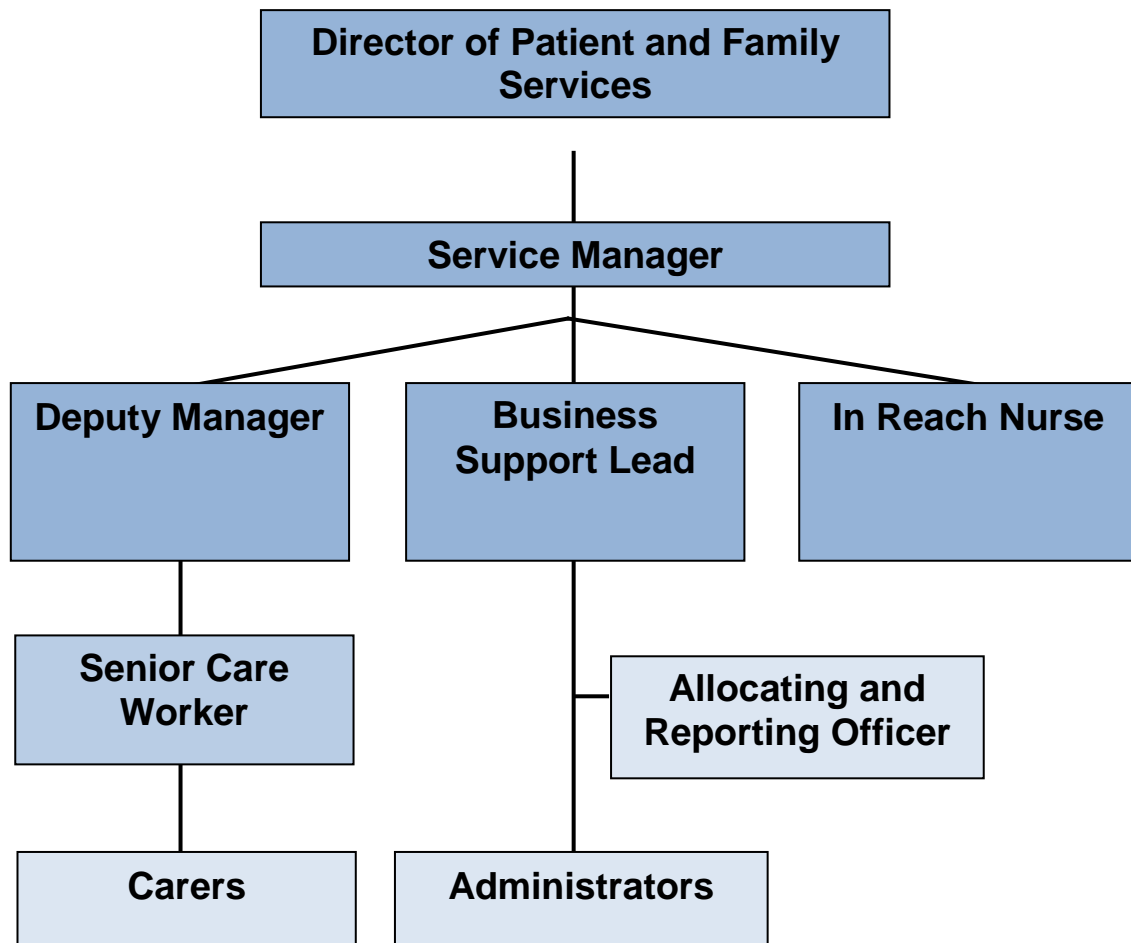 Director of Patient and Family
Services
Service Manager
Deputy Manager
Business
Support Lead
In Reach Nurse
Senior Care
Worker
Allocating and
Reporting Officer
Carers
Administrators